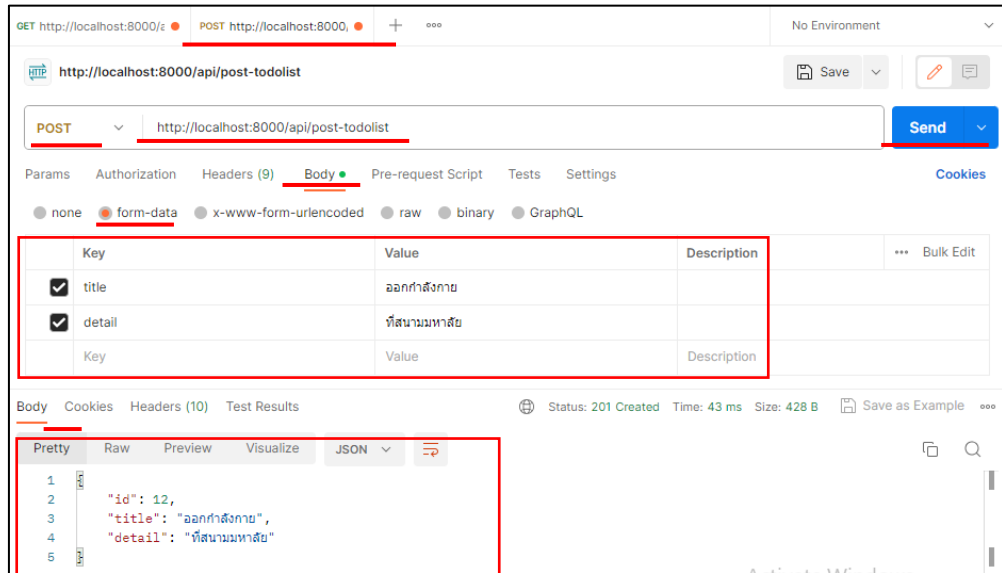 GET http://localhost:8000/a POST http://localhost:8000, No Environment
HTTP http://localhost:8000/api/post-todolist Save
POST http://localhost:8000/api/post-todolist Send
Params Authorization Headers (9) Body Pre-request Script Tests Settings Cookies
none form-data x-www-form-urlencoded raw binary GraphQL
Key Value Description Bulk Edit
title ออกกำลังกาย
detail ที่สนามมหาลัย
Key Value Description
Body Cookies Headers (10) Test Results Status: 201 Created Time: 43 ms Size: 428 B Save as Example
Pretty Raw Preview Visualize JSON
1 {
2 "id": 12,
3 "title": "ออกกำลังกาย",
4 "detail": "ที่สนามมหาลัย"
5 }